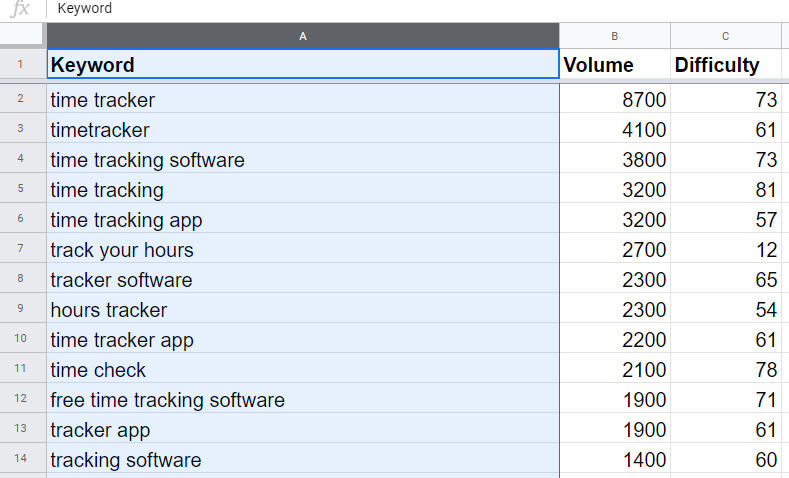 fx Keyword
A B C
1 Keyword Volume Difficulty
2 time tracker 8700 73
3 timetracker 4100 61
4 time tracking software 3800 73
5 time tracking 3200 81
6 time tracking app 3200 57
7 track your hours 2700 12
8 tracker software 2300 65
9 hours tracker 2300 54
10 time tracker app 2200 61
11 time check 2100 78
12 free time tracking software 1900 71
13 tracker app 1900 61
14 tracking software 1400 60